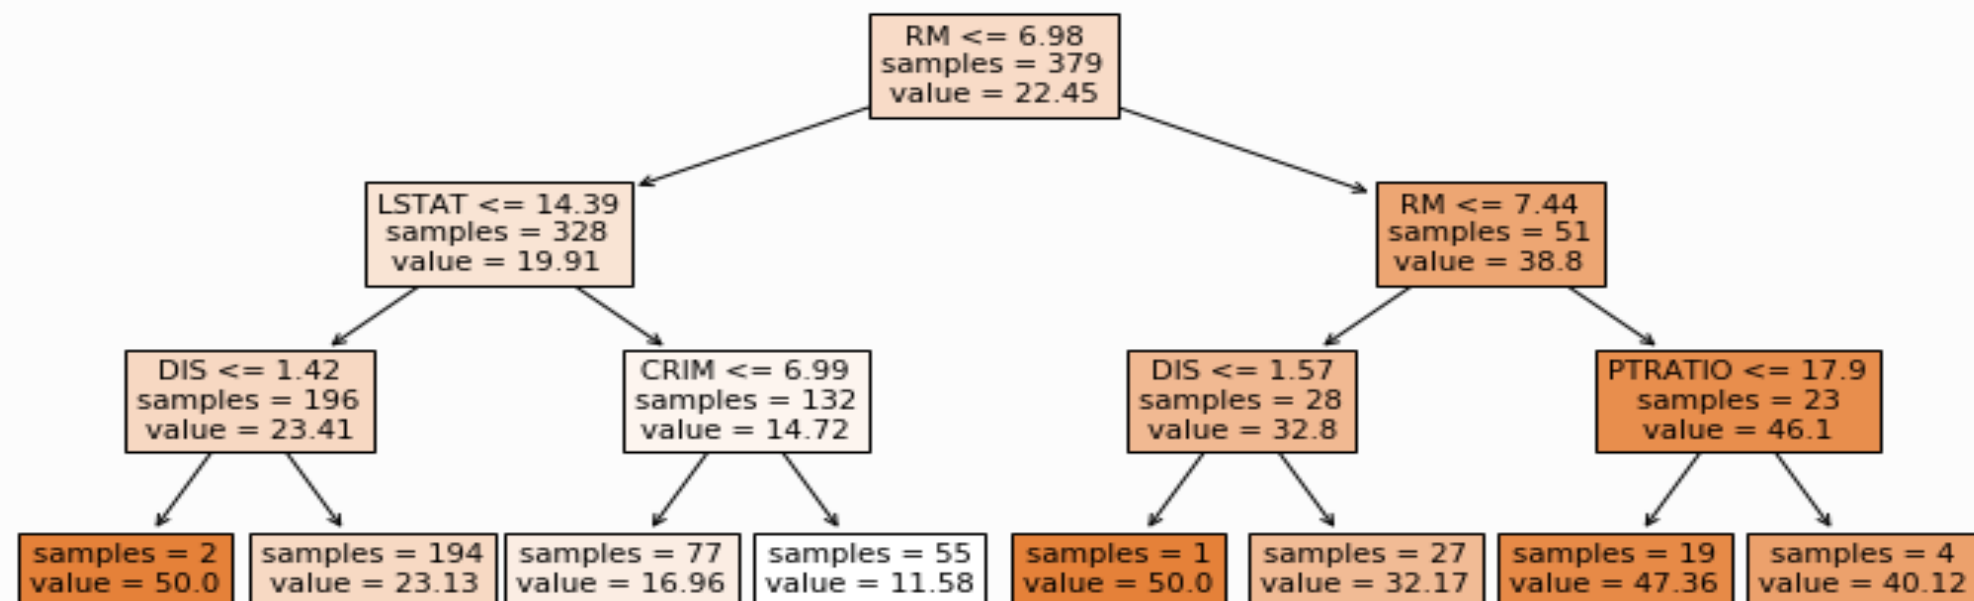 RM <= 6.98
samples = 379
value = 22.45
LSTAT <= 14.39
samples = 328
value = 19.91
RM <= 7.44
samples = 51
value = 38.8
DIS <= 1.42
samples = 196
value = 23.41
CRIM <= 6.99
samples = 132
value = 14.72
DIS <= 1.57
samples = 28
value = 32.8
PTRATIO <= 17.9
samples = 23
value = 46.1
samples = 2
value = 50.0
samples = 194
value = 23.13
samples = 77
value = 16.96
samples = 55
value = 11.58
samples = 1
value = 50.0
samples = 27
value = 32.17
samples = 19
value = 47.36
samples = 4
value = 40.12